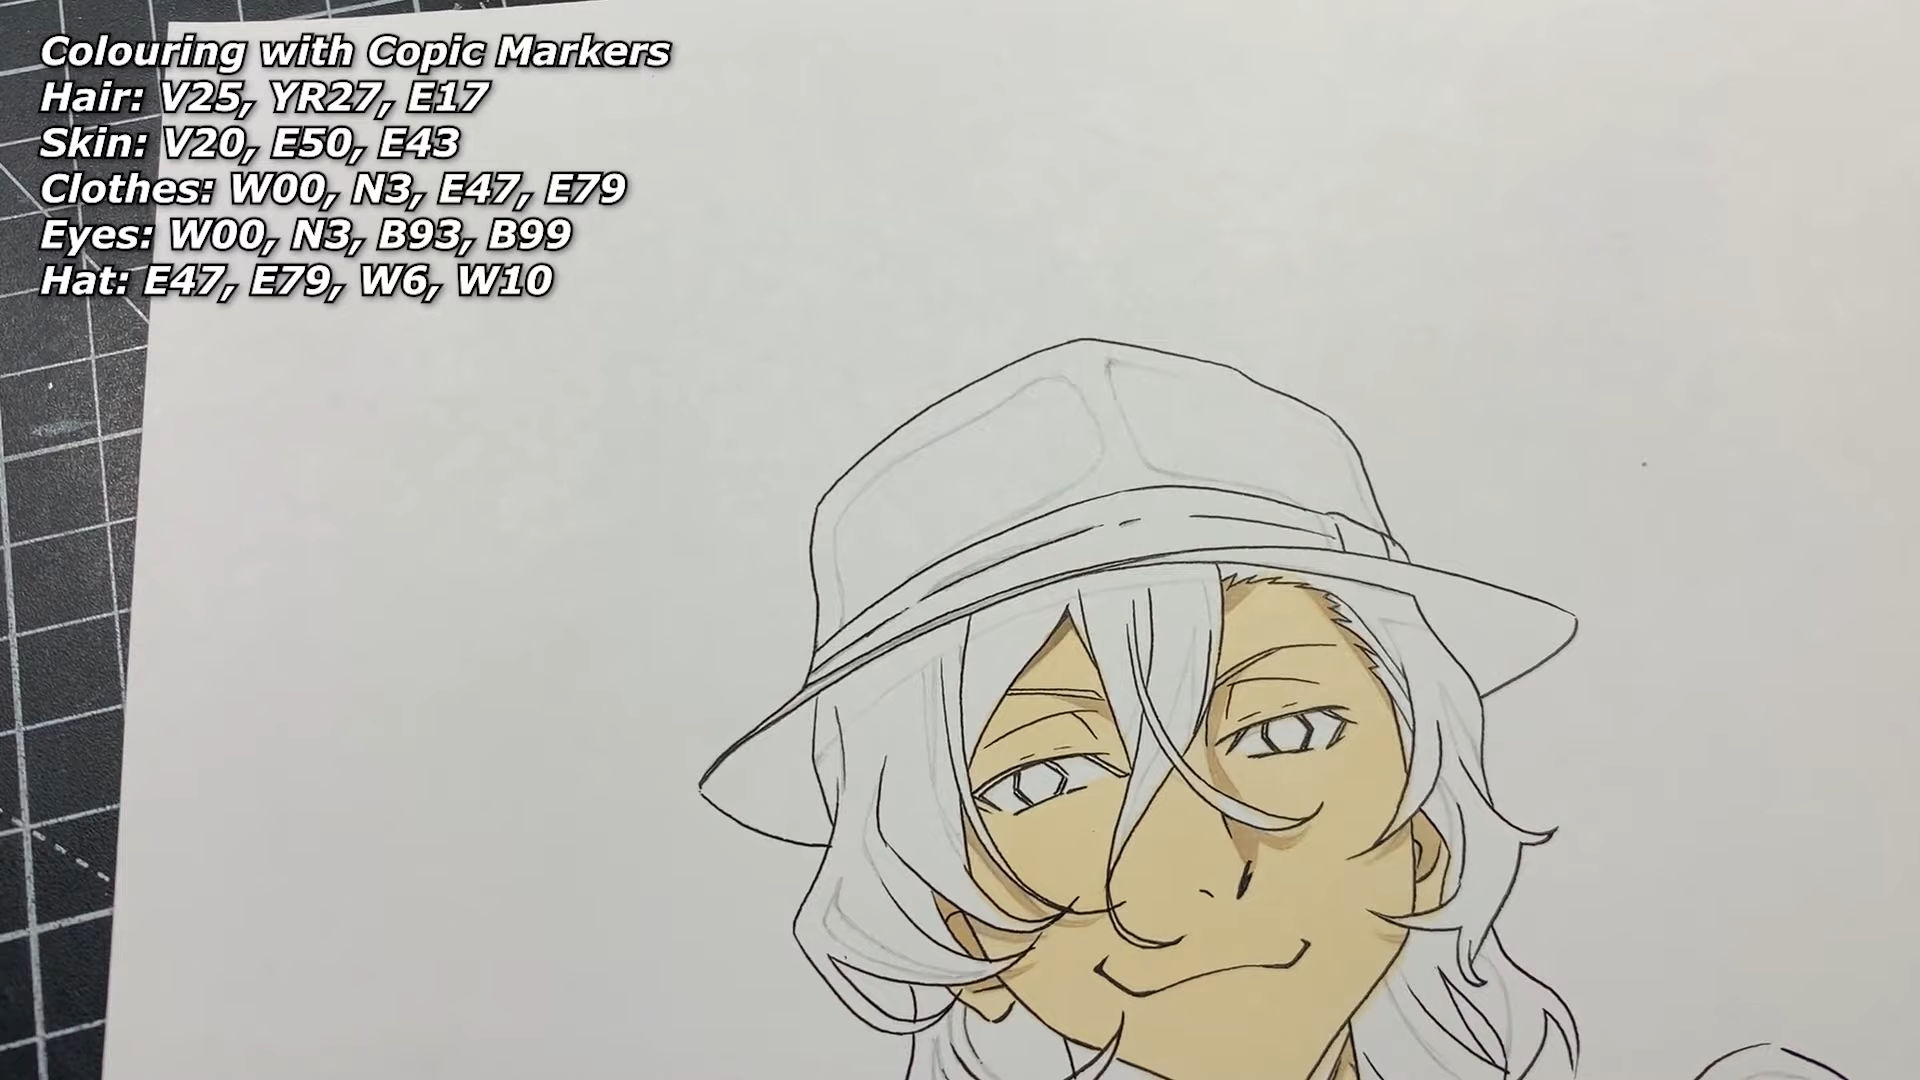 Colouring with Copic Markers
Hair: V25, YR27, E17
Skin: V20, E50, E43
Clothes: W00, N3, E47, E79
Eyes: W00, N3, B93, B99
Hat: E47, E79, W6, W10